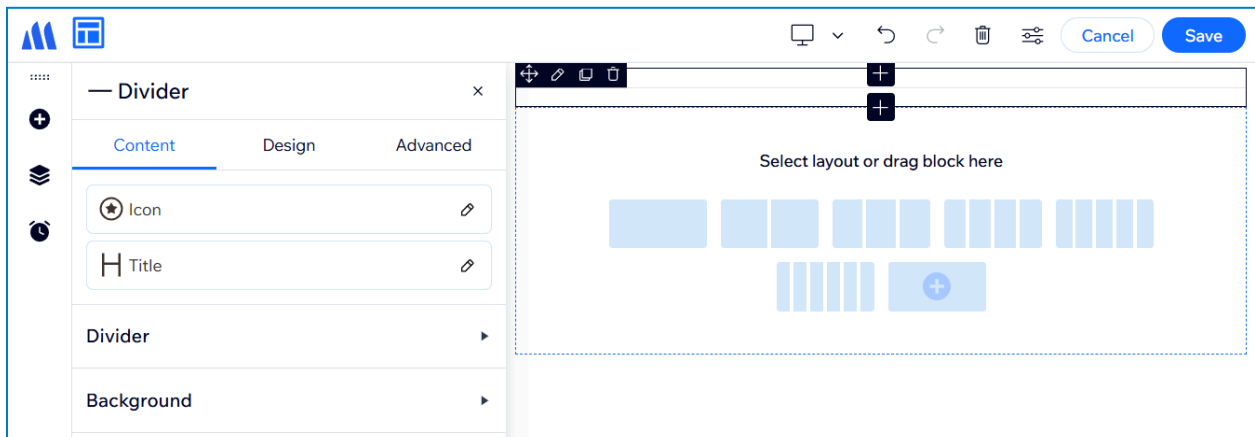 Cancel
Save
Divider
Content
Design
Advanced
Icon
Title
Divider
Background
Select layout or drag block here